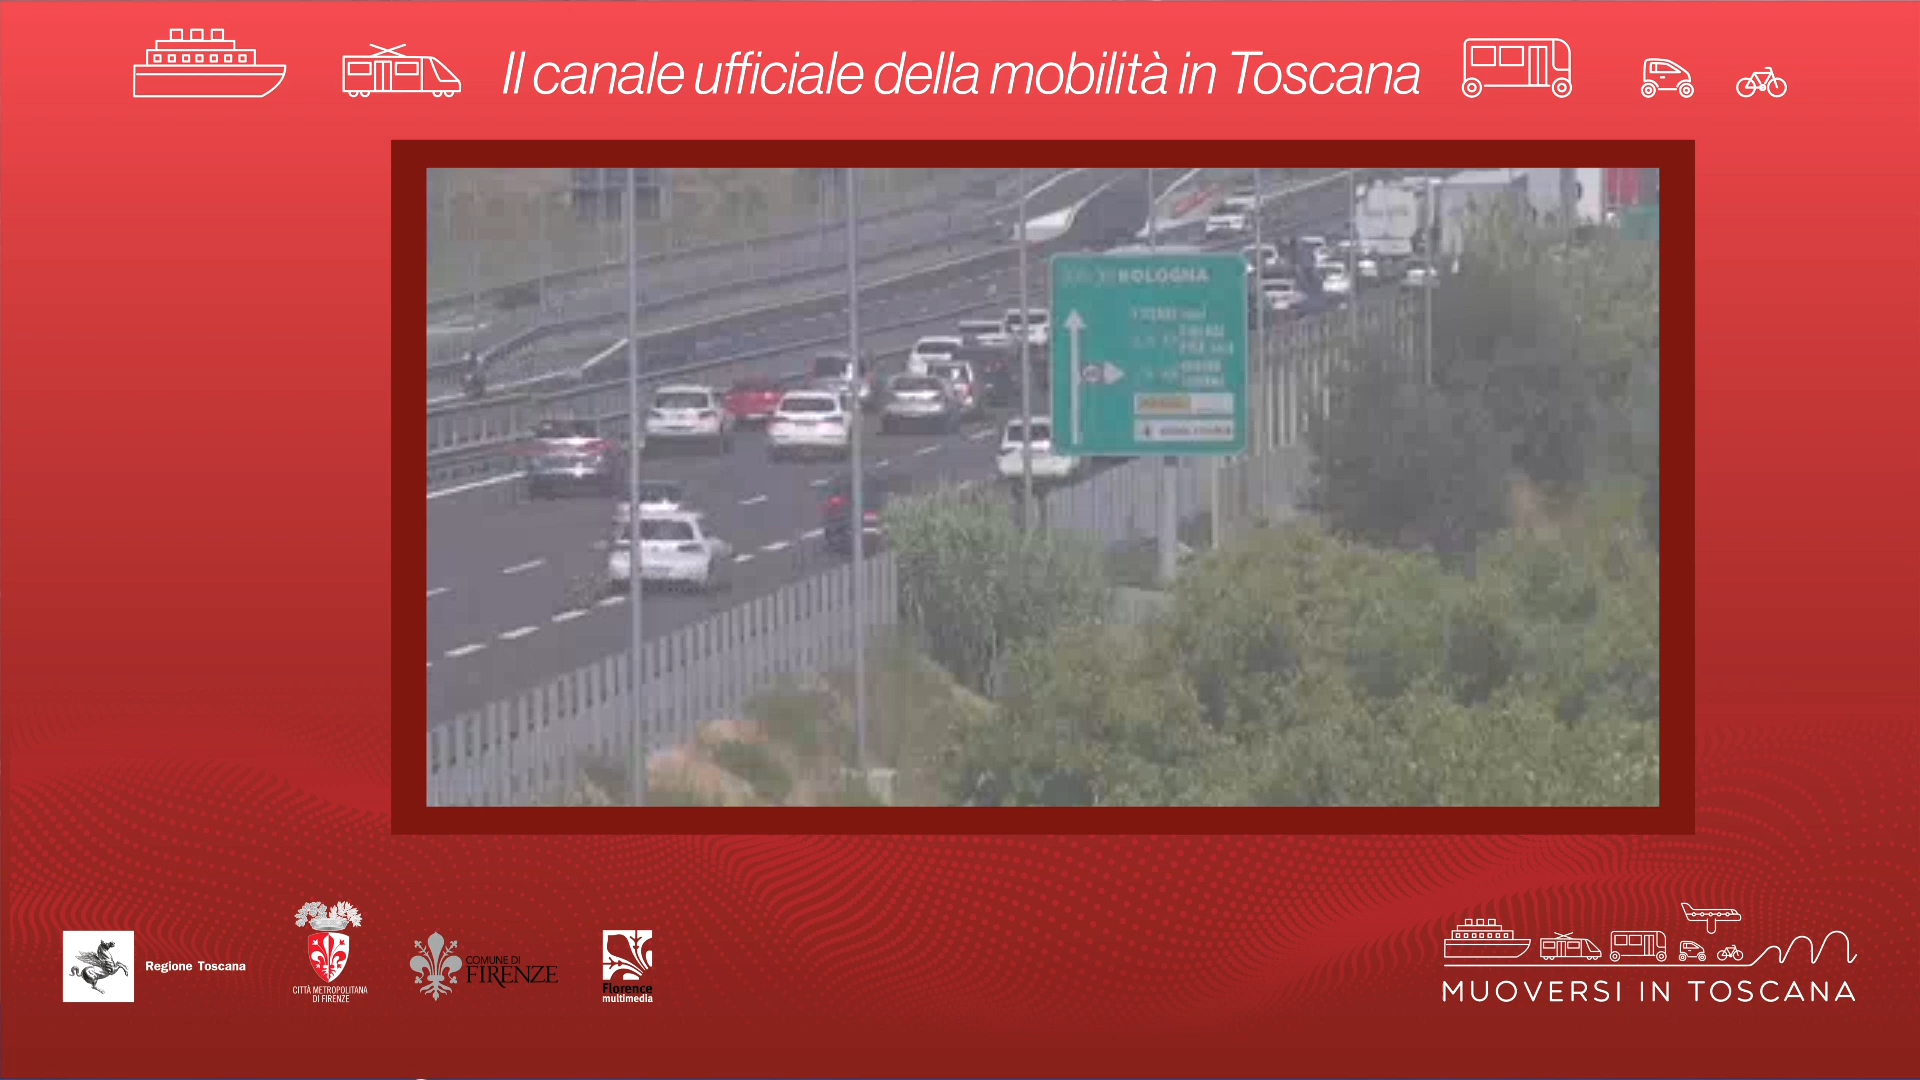 Il canale ufficiale della mobilità in Toscana
BOLOGNA
Regione Toscana
CITTÀ METROPOLITANA
DI FIRENZE
COMUNE DI
FIRENZE
Florence
multimedia
MUOVERSI IN TOSCANA